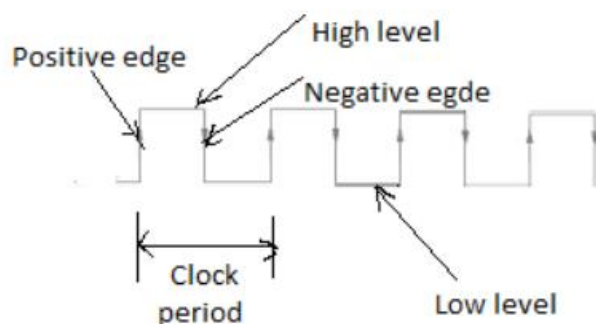 High level
Positive edge
Negative egde
Clock
period
Low level